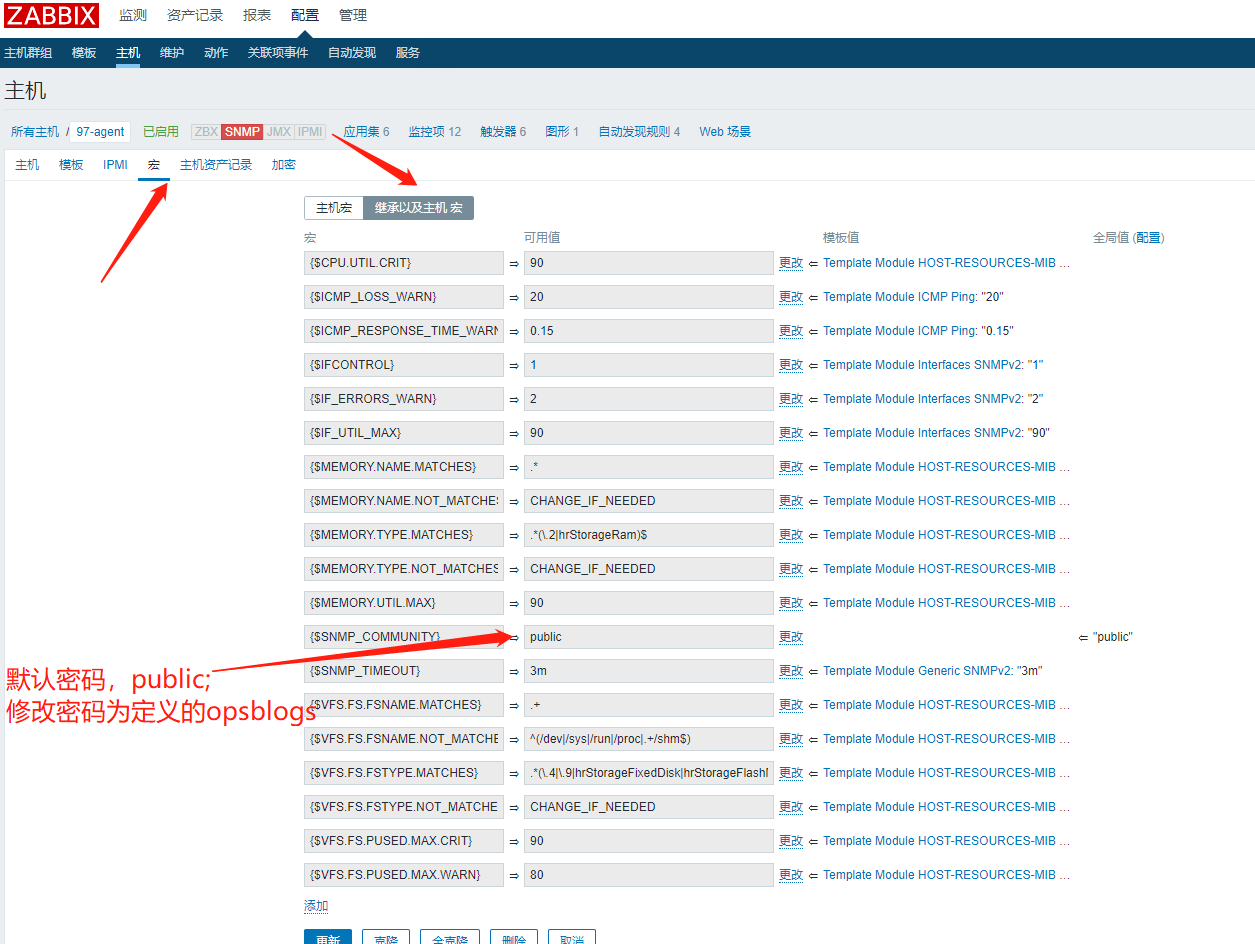 ZABBIX 监测 资产记录 报表 配置 管理
主机群组 模板 主机 维护 动作 关联项事件 自动发现 服务
主机
所有主机 / 97-agent 已启用 ZBX SNMP JMX IPMI 应用集 6 监控项 12 触发器 6 图形 1 自动发现规则 4 Web 场景
主机 模板 IPMI 宏 主机资产记录 加密
主机宏 继承以及主机 宏
宏 可用值 模板值 全局值 (配置)
{$CPU.UTIL.CRIT} ⇒ 90 更改 ⇐ Template Module HOST-RESOURCES-MIB ...
{$ICMP_LOSS_WARN} ⇒ 20 更改 ⇐ Template Module ICMP Ping: "20"
{$ICMP_RESPONSE_TIME_WARN ⇒ 0.15 更改 ⇐ Template Module ICMP Ping: "0.15"
{$IFCONTROL} ⇒ 1 更改 ⇐ Template Module Interfaces SNMPv2: "1"
{$IF_ERRORS_WARN} ⇒ 2 更改 ⇐ Template Module Interfaces SNMPv2: "2"
{$IF_UTIL_MAX} ⇒ 90 更改 ⇐ Template Module Interfaces SNMPv2: "90"
{$MEMORY.NAME.MATCHES} ⇒ .* 更改 ⇐ Template Module HOST-RESOURCES-MIB ...
{$MEMORY.NAME.NOT_MATCHES ⇒ CHANGE_IF_NEEDED 更改 ⇐ Template Module HOST-RESOURCES-MIB ...
{$MEMORY.TYPE.MATCHES} ⇒ .*(\.2|hrStorageRam)$ 更改 ⇐ Template Module HOST-RESOURCES-MIB ...
{$MEMORY.TYPE.NOT_MATCHES ⇒ CHANGE_IF_NEEDED 更改 ⇐ Template Module HOST-RESOURCES-MIB ...
{$MEMORY.UTIL.MAX} ⇒ 90 更改 ⇐ Template Module HOST-RESOURCES-MIB ...
{$SNMP_COMMUNITY} ⇒ public 更改 ⇐ "public"
{$SNMP_TIMEOUT} ⇒ 3m 更改 ⇐ Template Module Generic SNMPv2: "3m"
默认密码，public;
修改密码为定义的opsblogs
{$VFS.FS.FSNAME.MATCHES} ⇒ .+ 更改 ⇐ Template Module HOST-RESOURCES-MIB ...
{$VFS.FS.FSNAME.NOT_MATCHE ⇒ ^(/dev|/sys|/run|/proc|.+/shm$) 更改 ⇐ Template Module HOST-RESOURCES-MIB ...
{$VFS.FS.FSTYPE.MATCHES} ⇒ .*(\.4|\.9|hrStorageFixedDisk|hrStorageFlash 更改 ⇐ Template Module HOST-RESOURCES-MIB ...
{$VFS.FS.FSTYPE.NOT_MATCHE ⇒ CHANGE_IF_NEEDED 更改 ⇐ Template Module HOST-RESOURCES-MIB ...
{$VFS.FS.PUSED.MAX.CRIT} ⇒ 90 更改 ⇐ Template Module HOST-RESOURCES-MIB ...
{$VFS.FS.PUSED.MAX.WARN} ⇒ 80 更改 ⇐ Template Module HOST-RESOURCES-MIB ...
添加
更新 克隆 全克隆 删除 取消